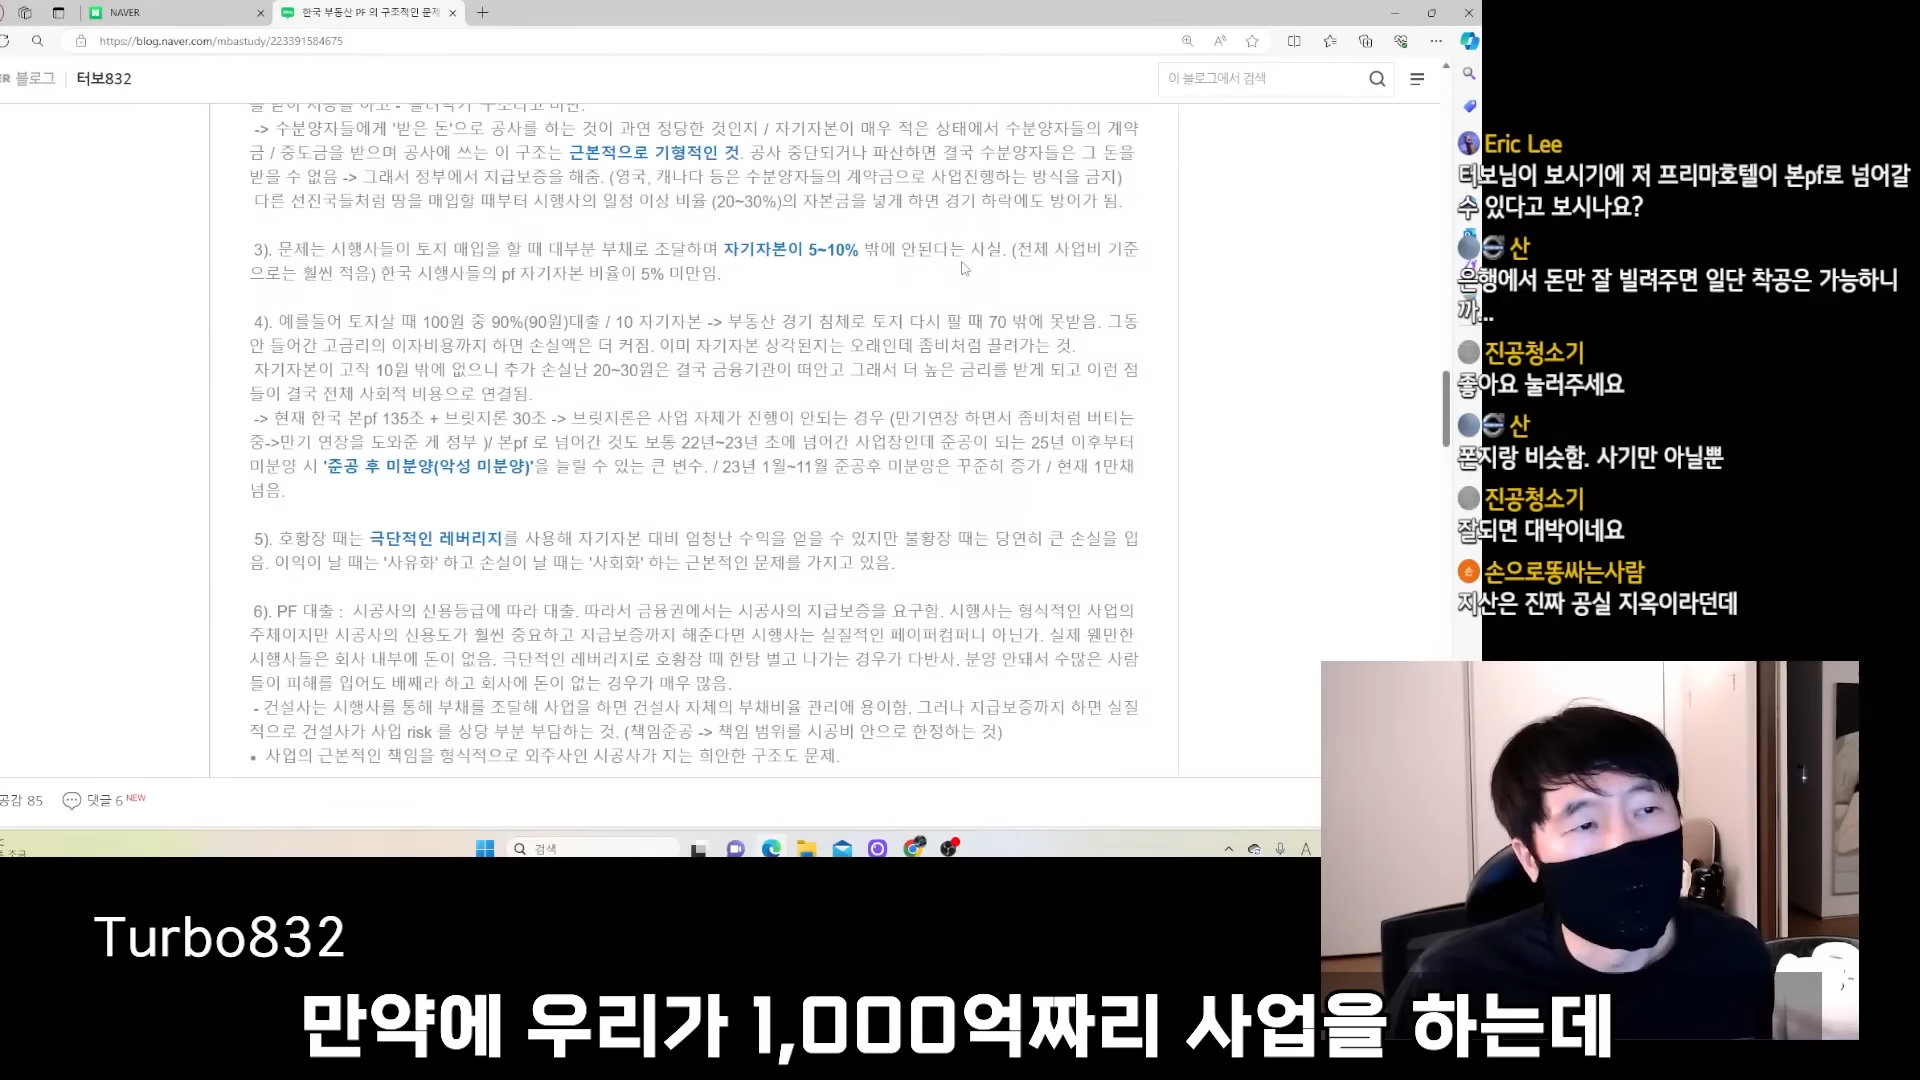 NAVER
한국 부동산 PF 의 구조적인 문제
https://blog.naver.com/mbastudy/223391584675
블로그
터보832
이 블로그에서 검색
-> 수분양자들에게 '받은 돈'으로 공사를 하는 것이 과연 정당한 것인지 / 자기자본이 매우 적은 상태에서 수분양자들의 계약
금 / 중도금을 받으며 공사에 쓰는 이 구조는 근본적으로 기형적인 것. 공사 중단되거나 파산하면 결국 수분양자들은 그 돈을
받을 수 없음 -> 그래서 정부에서 지급보증을 해줌. (영국, 캐나다 등은 수분양자들의 계약금으로 사업진행하는 방식을 금지)
다른 선진국들처럼 땅을 매입할 때부터 시행사의 일정 이상 비율 (20~30%)의 자본금을 넣게 하면 경기 하락에도 방어가 됨.
3). 문제는 시행사들이 토지 매입을 할 때 대부분 부채로 조달하며 자기자본이 5~10% 밖에 안된다는 사실. (전체 사업비 기준
으로는 훨씬 적음) 한국 시행사들의 pf 자기자본 비율이 5% 미만임.
4). 예를들어 토지살 때 100원 중 90%(90원)대출 / 10 자기자본 -> 부동산 경기 침체로 토지 다시 팔 때 70 밖에 못받음. 그동
안 들어간 고금리의 이자비용까지 하면 손실액은 더 커짐. 이미 자기자본 상각된지는 오래인데 좀비처럼 끌려가는 것.
자기자본이 고작 10원 밖에 없으니 추가 손실난 20~30원은 결국 금융기관이 떠안고 그래서 더 높은 금리를 받게 되고 이런 점
들이 결국 전체 사회적 비용으로 연결됨.
-> 현재 한국 본pf 135조 + 브릿지론 30조 -> 브릿지론은 사업 자체가 진행이 안되는 경우 (만기연장 하면서 좀비처럼 버티는
중->만기 연장을 도와준 게 정부 )/ 본pf 로 넘어간 것도 보통 22년~23년 초에 넘어간 사업장인데 준공이 되는 25년 이후부터
미분양 시 '준공 후 미분양(악성 미분양)'을 늘릴 수 있는 큰 변수. / 23년 1월~11월 준공후 미분양은 꾸준히 증가 / 현재 1만채
넘음.
5). 호황장 때는 극단적인 레버리지를 사용해 자기자본 대비 엄청난 수익을 얻을 수 있지만 불황장 때는 당연히 큰 손실을 입
음. 이익이 날 때는 '사유화' 하고 손실이 날 때는 '사회화' 하는 근본적인 문제를 가지고 있음.
6). PF 대출 : 시공사의 신용등급에 따라 대출. 따라서 금융권에서는 시공사의 지급보증을 요구함. 시행사는 형식적인 사업의
주체이지만 시공사의 신용도가 훨씬 중요하고 지급보증까지 해준다면 시행사는 실질적인 페이퍼컴퍼니 아닌가. 실제 웬만한
시행사들은 회사 내부에 돈이 없음. 극단적인 레버리지로 호황장 때 한탕 벌고 나가는 경우가 다반사. 분양 안돼서 수많은 사람
들이 피해를 입어도 배째라 하고 회사에 돈이 없는 경우가 매우 많음.
- 건설사는 시행사를 통해 부채를 조달해 사업을 하면 건설사 자체의 부채비율 관리에 용이함. 그러나 지급보증까지 하면 실질
적으로 건설사가 사업 risk 를 상당 부분 부담하는 것. (책임준공 -> 책임 범위를 시공비 안으로 한정하는 것)
• 사업의 근본적인 책임을 형식적으로 외주사인 시공사가 지는 희안한 구조도 문제.
공감 85
댓글 6 NEW
검색
A
Eric Lee
터보님이 보시기에 저 프리마호텔이 본pf로 넘어갈
수 있다고 보시나요?
산
은행에서 돈만 잘 빌려주면 일단 착공은 가능하니
까...
진공청소기
좋아요 눌러주세요
산
폰지랑 비슷함. 사기만 아닐뿐
진공청소기
잘되면 대박이네요
손
손으로똥싸는사람
지산은 진짜 공실 지옥이라던데
Turbo832
만약에 우리가 1,000억짜리 사업을 하는데